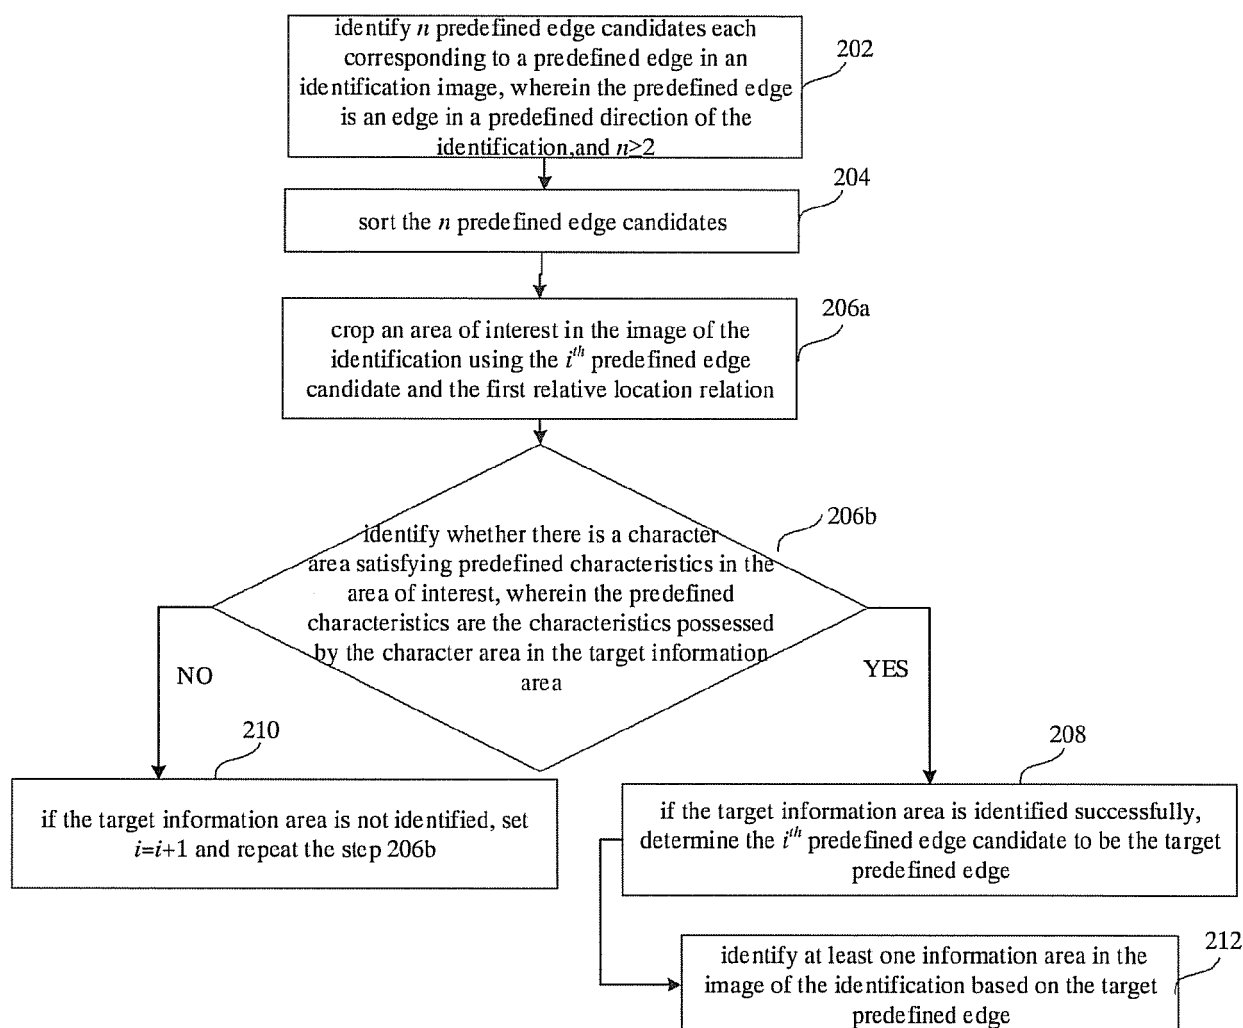 identify n predefined edge candidates each
corresponding to a predefined edge in an
identification image, wherein the predefined edge
is an edge in a predefined direction of the
identification,and n≥2
202
204
sort the n predefined edge candidates
206a
crop an area of interest in the image of the
identification using the i^th predefined edge
candidate and the first relative location relation
206b
identify whether there is a character
area satisfying predefined characteristics in the
area of interest, wherein the predefined
characteristics are the characteristics possessed
by the character area in the target information
area
NO
YES
210
if the target information area is not identified, set
i=i+1 and repeat the step 206b
208
if the target information area is identified successfully,
determine the i^th predefined edge candidate to be the target
predefined edge
212
identify at least one information area in the
image of the identification based on the target
predefined edge